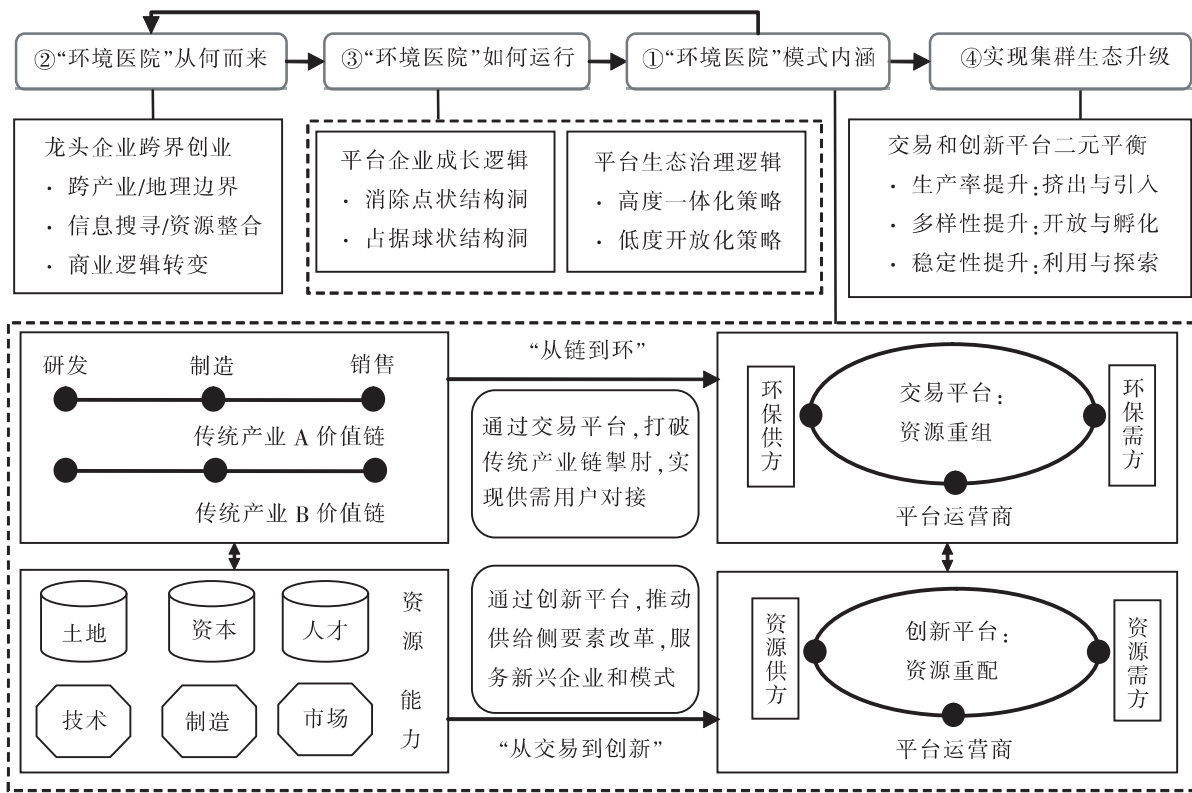 ②“环境医院”从何而来
③“环境医院”如何运行
①“环境医院”模式内涵
④实现集群生态升级
龙头企业跨界创业
· 跨产业/地理边界
· 信息搜寻/资源整合
· 商业逻辑转变
平台企业成长逻辑
· 消除点状结构洞
· 占据球状结构洞
平台生态治理逻辑
· 高度一体化策略
· 低度开放化策略
交易和创新平台二元平衡
· 生产率提升:挤出与引入
· 多样性提升:开放与孵化
· 稳定性提升:利用与探索
研发
制造
销售
传统产业 A 价值链
传统产业 B 价值链
“从链到环”
通过交易平台,打破
传统产业链掣肘,实
现供需用户对接
环保供方
交易平台:
资源重组
环保需方
平台运营商
土地
资本
人才
资源
技术
制造
市场
能力
通过创新平台,推动
供给侧要素改革,服
务新兴企业和模式
“从交易到创新”
资源供方
创新平台:
资源重配
资源需方
平台运营商